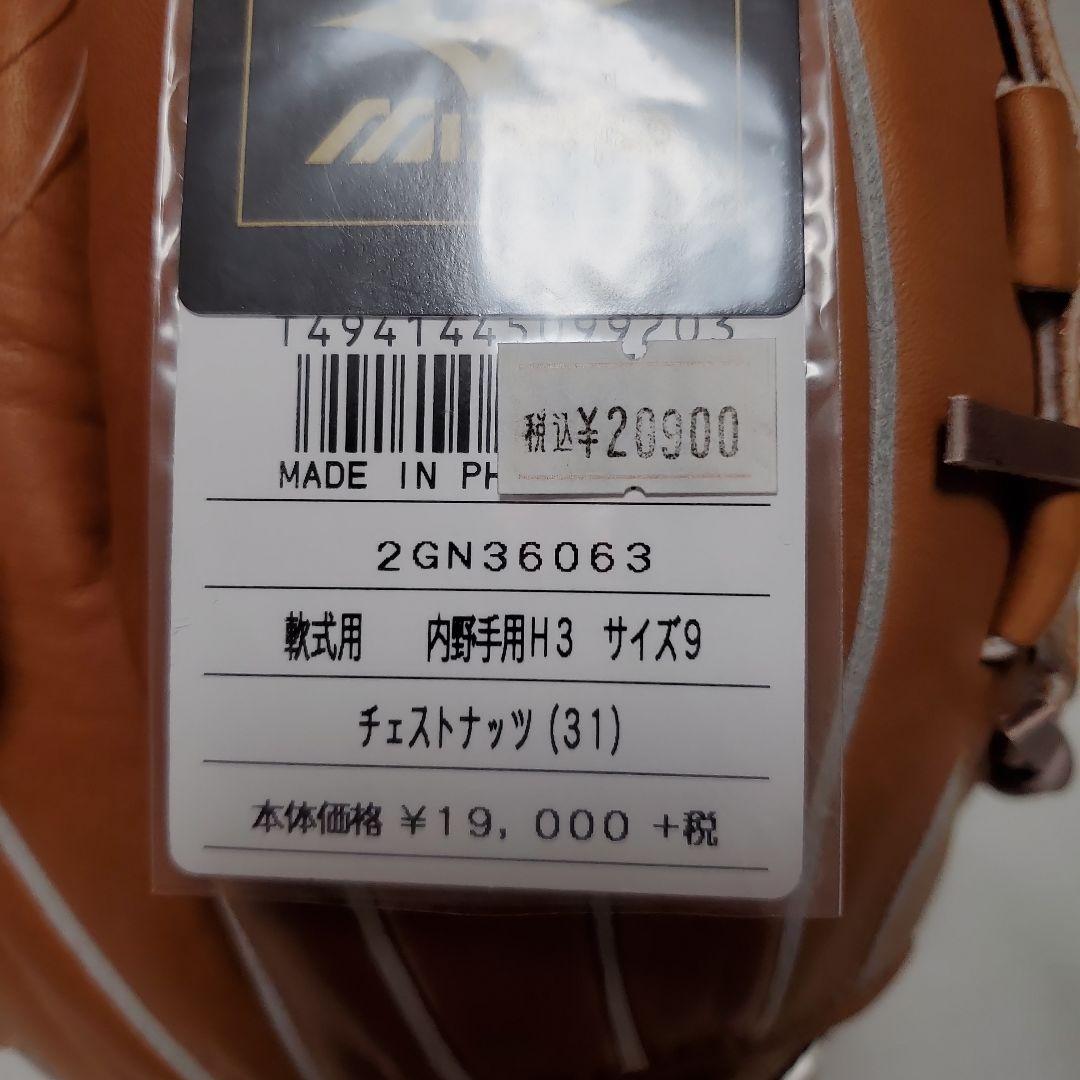 T4941445099203
税込¥20900
MADE IN PH
2GN36063
軟式用 内野手用H3 サイズ9
チェストナッツ(31)
本体価格 ¥19,000 +税